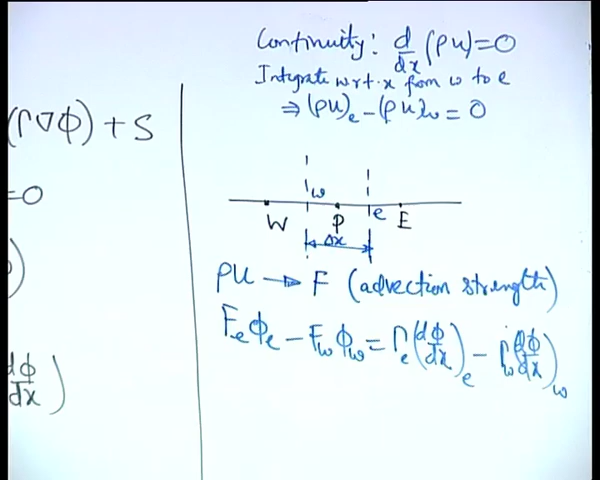 (Γ∇φ) + S
=0
)
dφ/dx)
Continuity: d/dx (ρu)=0
Integrate w.r.t. x from w to e
⇒ (ρu)e − (ρu)w = 0
w
W P e E
Δx
ρu → F (advection strength)
Feφe − Fwφw = Γe(dφ/dx)e − Γw(dφ/dx)w